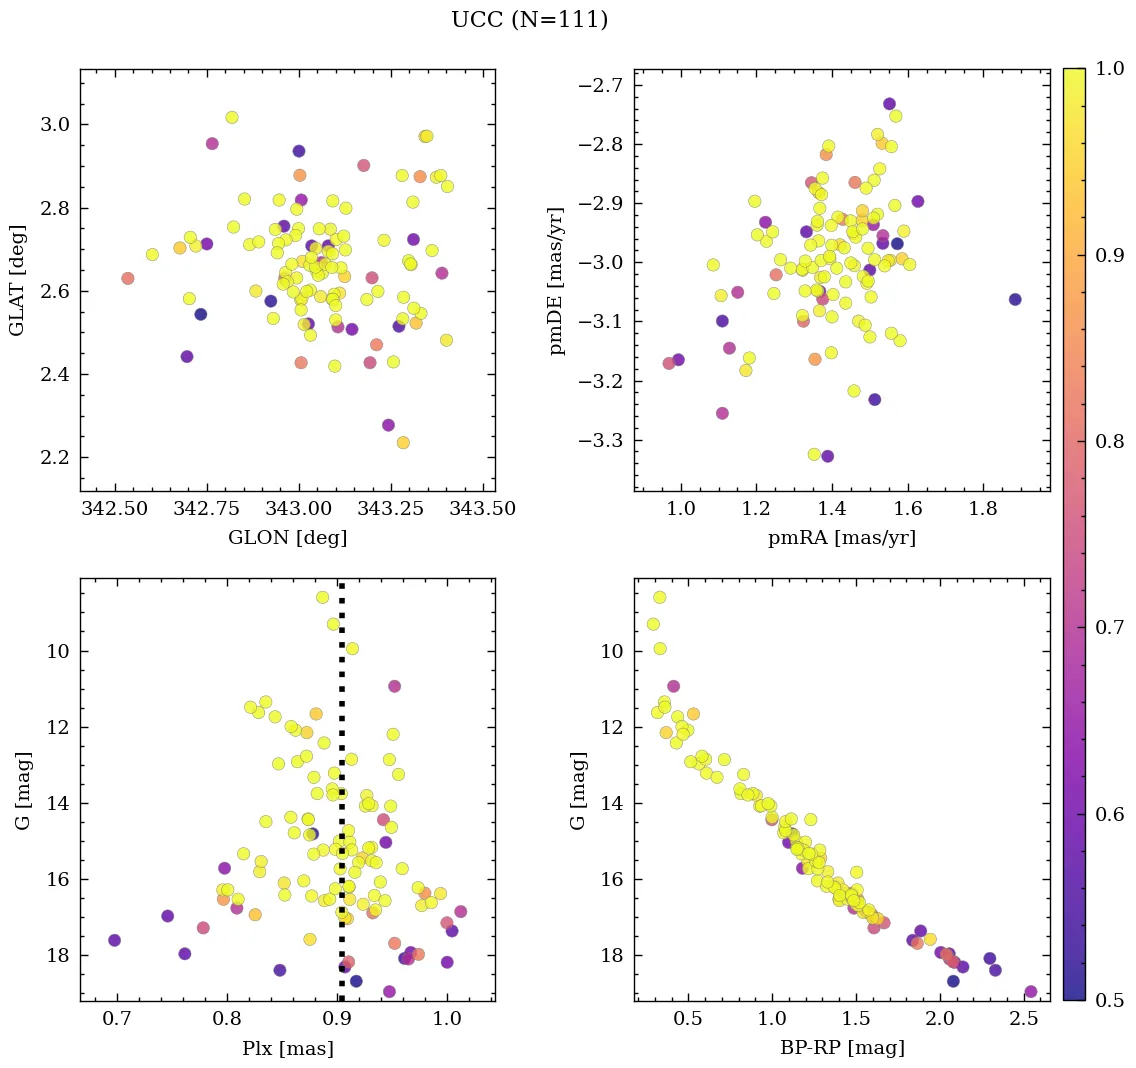 UCC (N=111)
3.0
2.8
2.6
2.4
2.2
GLAT [deg]
342.50 342.75 343.00 343.25 343.50
GLON [deg]
−2.7
−2.8
−2.9
−3.0
−3.1
−3.2
−3.3
pmDE [mas/yr]
1.0 1.2 1.4 1.6 1.8
pmRA [mas/yr]
10
12
14
16
18
G [mag]
0.7 0.8 0.9 1.0
Plx [mas]
10
12
14
16
18
G [mag]
0.5 1.0 1.5 2.0 2.5
BP-RP [mag]
1.0
0.9
0.8
0.7
0.6
0.5